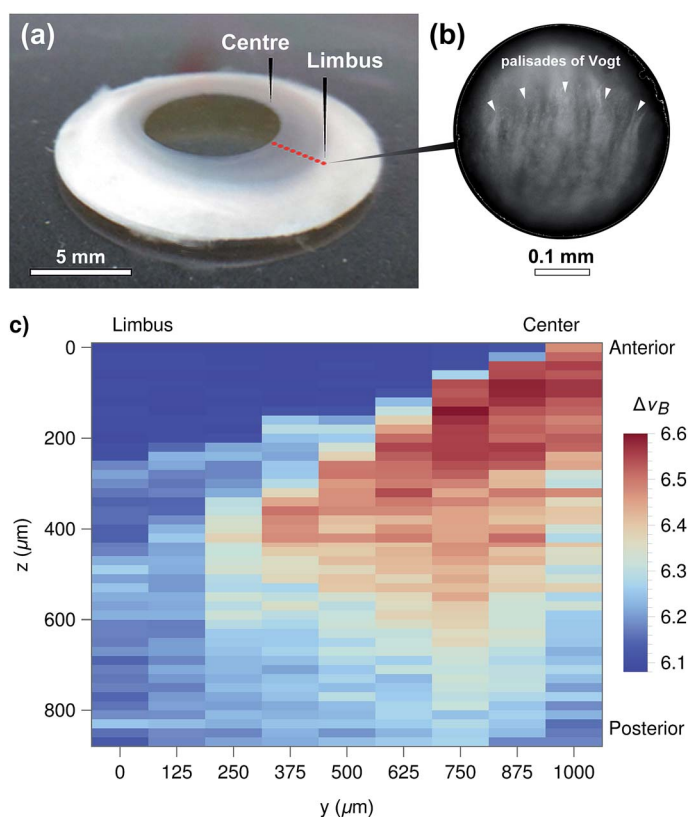 (a)
Centre
Limbus
5 mm
(b)
palisades of Vogt
0.1 mm
c)
Limbus
Center
Anterior
Posterior
z (μm)
0
200
400
600
800
0 125 250 375 500 625 750 875 1000
y (μm)
ΔνB
6.6
6.5
6.4
6.3
6.2
6.1